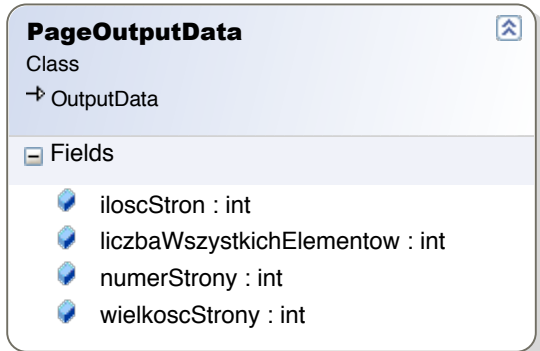 PageOutputData
Class
OutputData
Fields
iloscStron : int
liczbaWszystkichElementow : int
numerStrony : int
wielkoscStrony : int